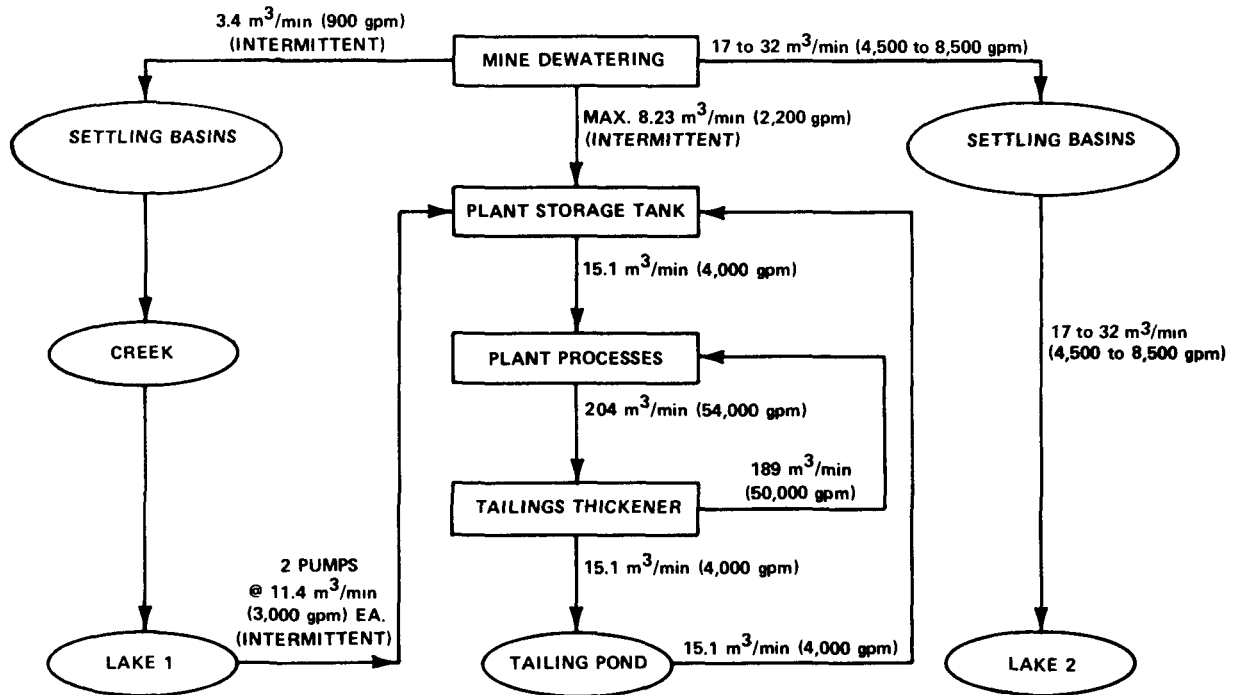 3.4 m³/min (900 gpm)
(INTERMITTENT)
MINE DEWATERING
17 to 32 m³/min (4,500 to 8,500 gpm)
SETTLING BASINS
MAX. 8.23 m³/min (2,200 gpm)
(INTERMITTENT)
SETTLING BASINS
PLANT STORAGE TANK
15.1 m³/min (4,000 gpm)
CREEK
PLANT PROCESSES
17 to 32 m³/min
(4,500 to 8,500 gpm)
204 m³/min (54,000 gpm)
189 m³/min
(50,000 gpm)
TAILINGS THICKENER
2 PUMPS
@ 11.4 m³/min
(3,000 gpm) EA.
(INTERMITTENT)
15.1 m³/min (4,000 gpm)
LAKE 1
TAILING POND
15.1 m³/min (4,000 gpm)
LAKE 2